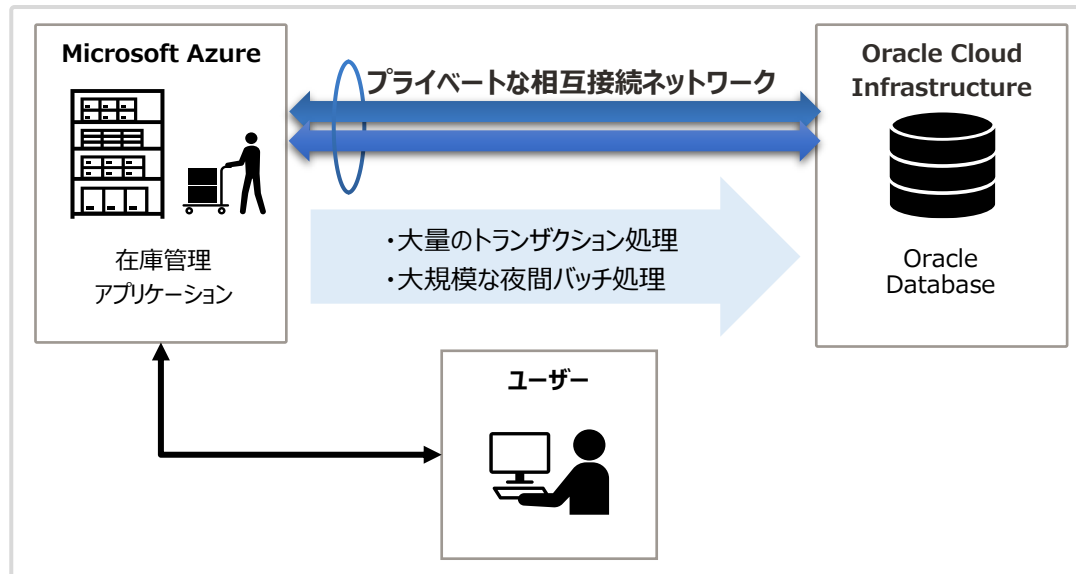 Microsoft Azure
在庫管理
アプリケーション
プライベートな相互接続ネットワーク
・大量のトランザクション処理
・大規模な夜間バッチ処理
Oracle Cloud
Infrastructure
Oracle
Database
ユーザー